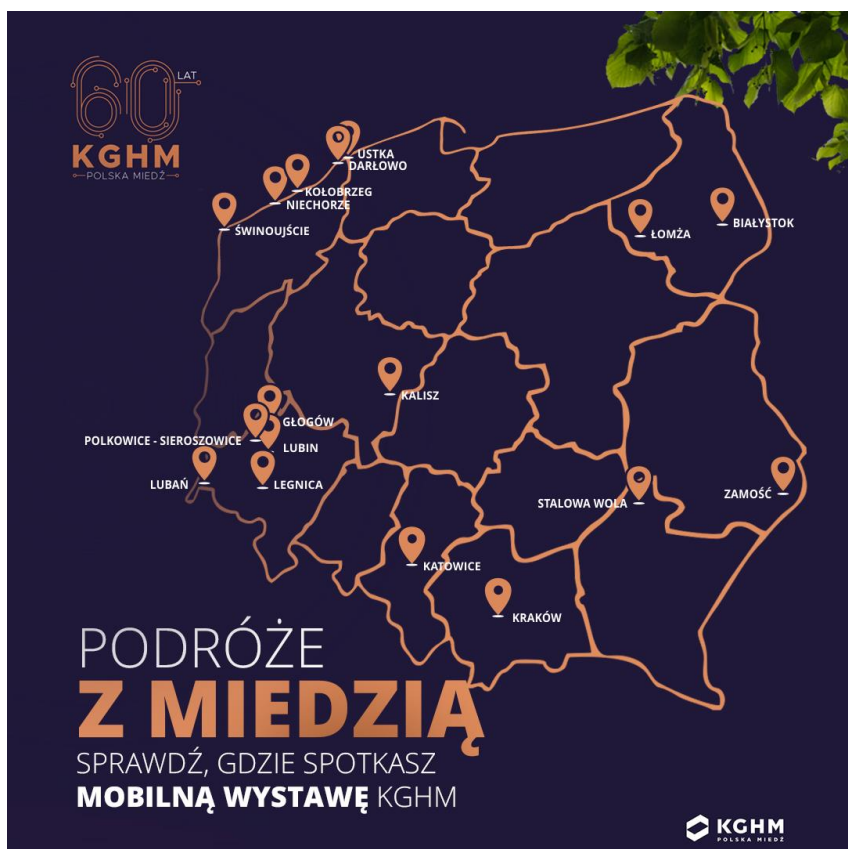 60 LAT
KGHM
POLSKA MIEDŹ
USTKA
DARŁOWO
KOŁOBRZEG
NIECHORZE
ŚWINOUJŚCIE
ŁOMŻA
BIAŁYSTOK
KALISZ
GŁOGÓW
POLKOWICE - SIEROSZOWICE
LUBIN
LUBAŃ
LEGNICA
STALOWA WOLA
ZAMOŚĆ
KATOWICE
KRAKÓW
PODRÓŻE
Z MIEDZIĄ
SPRAWDŹ, GDZIE SPOTKASZ
MOBILNĄ WYSTAWĘ KGHM
KGHM
POLSKA MIEDŹ